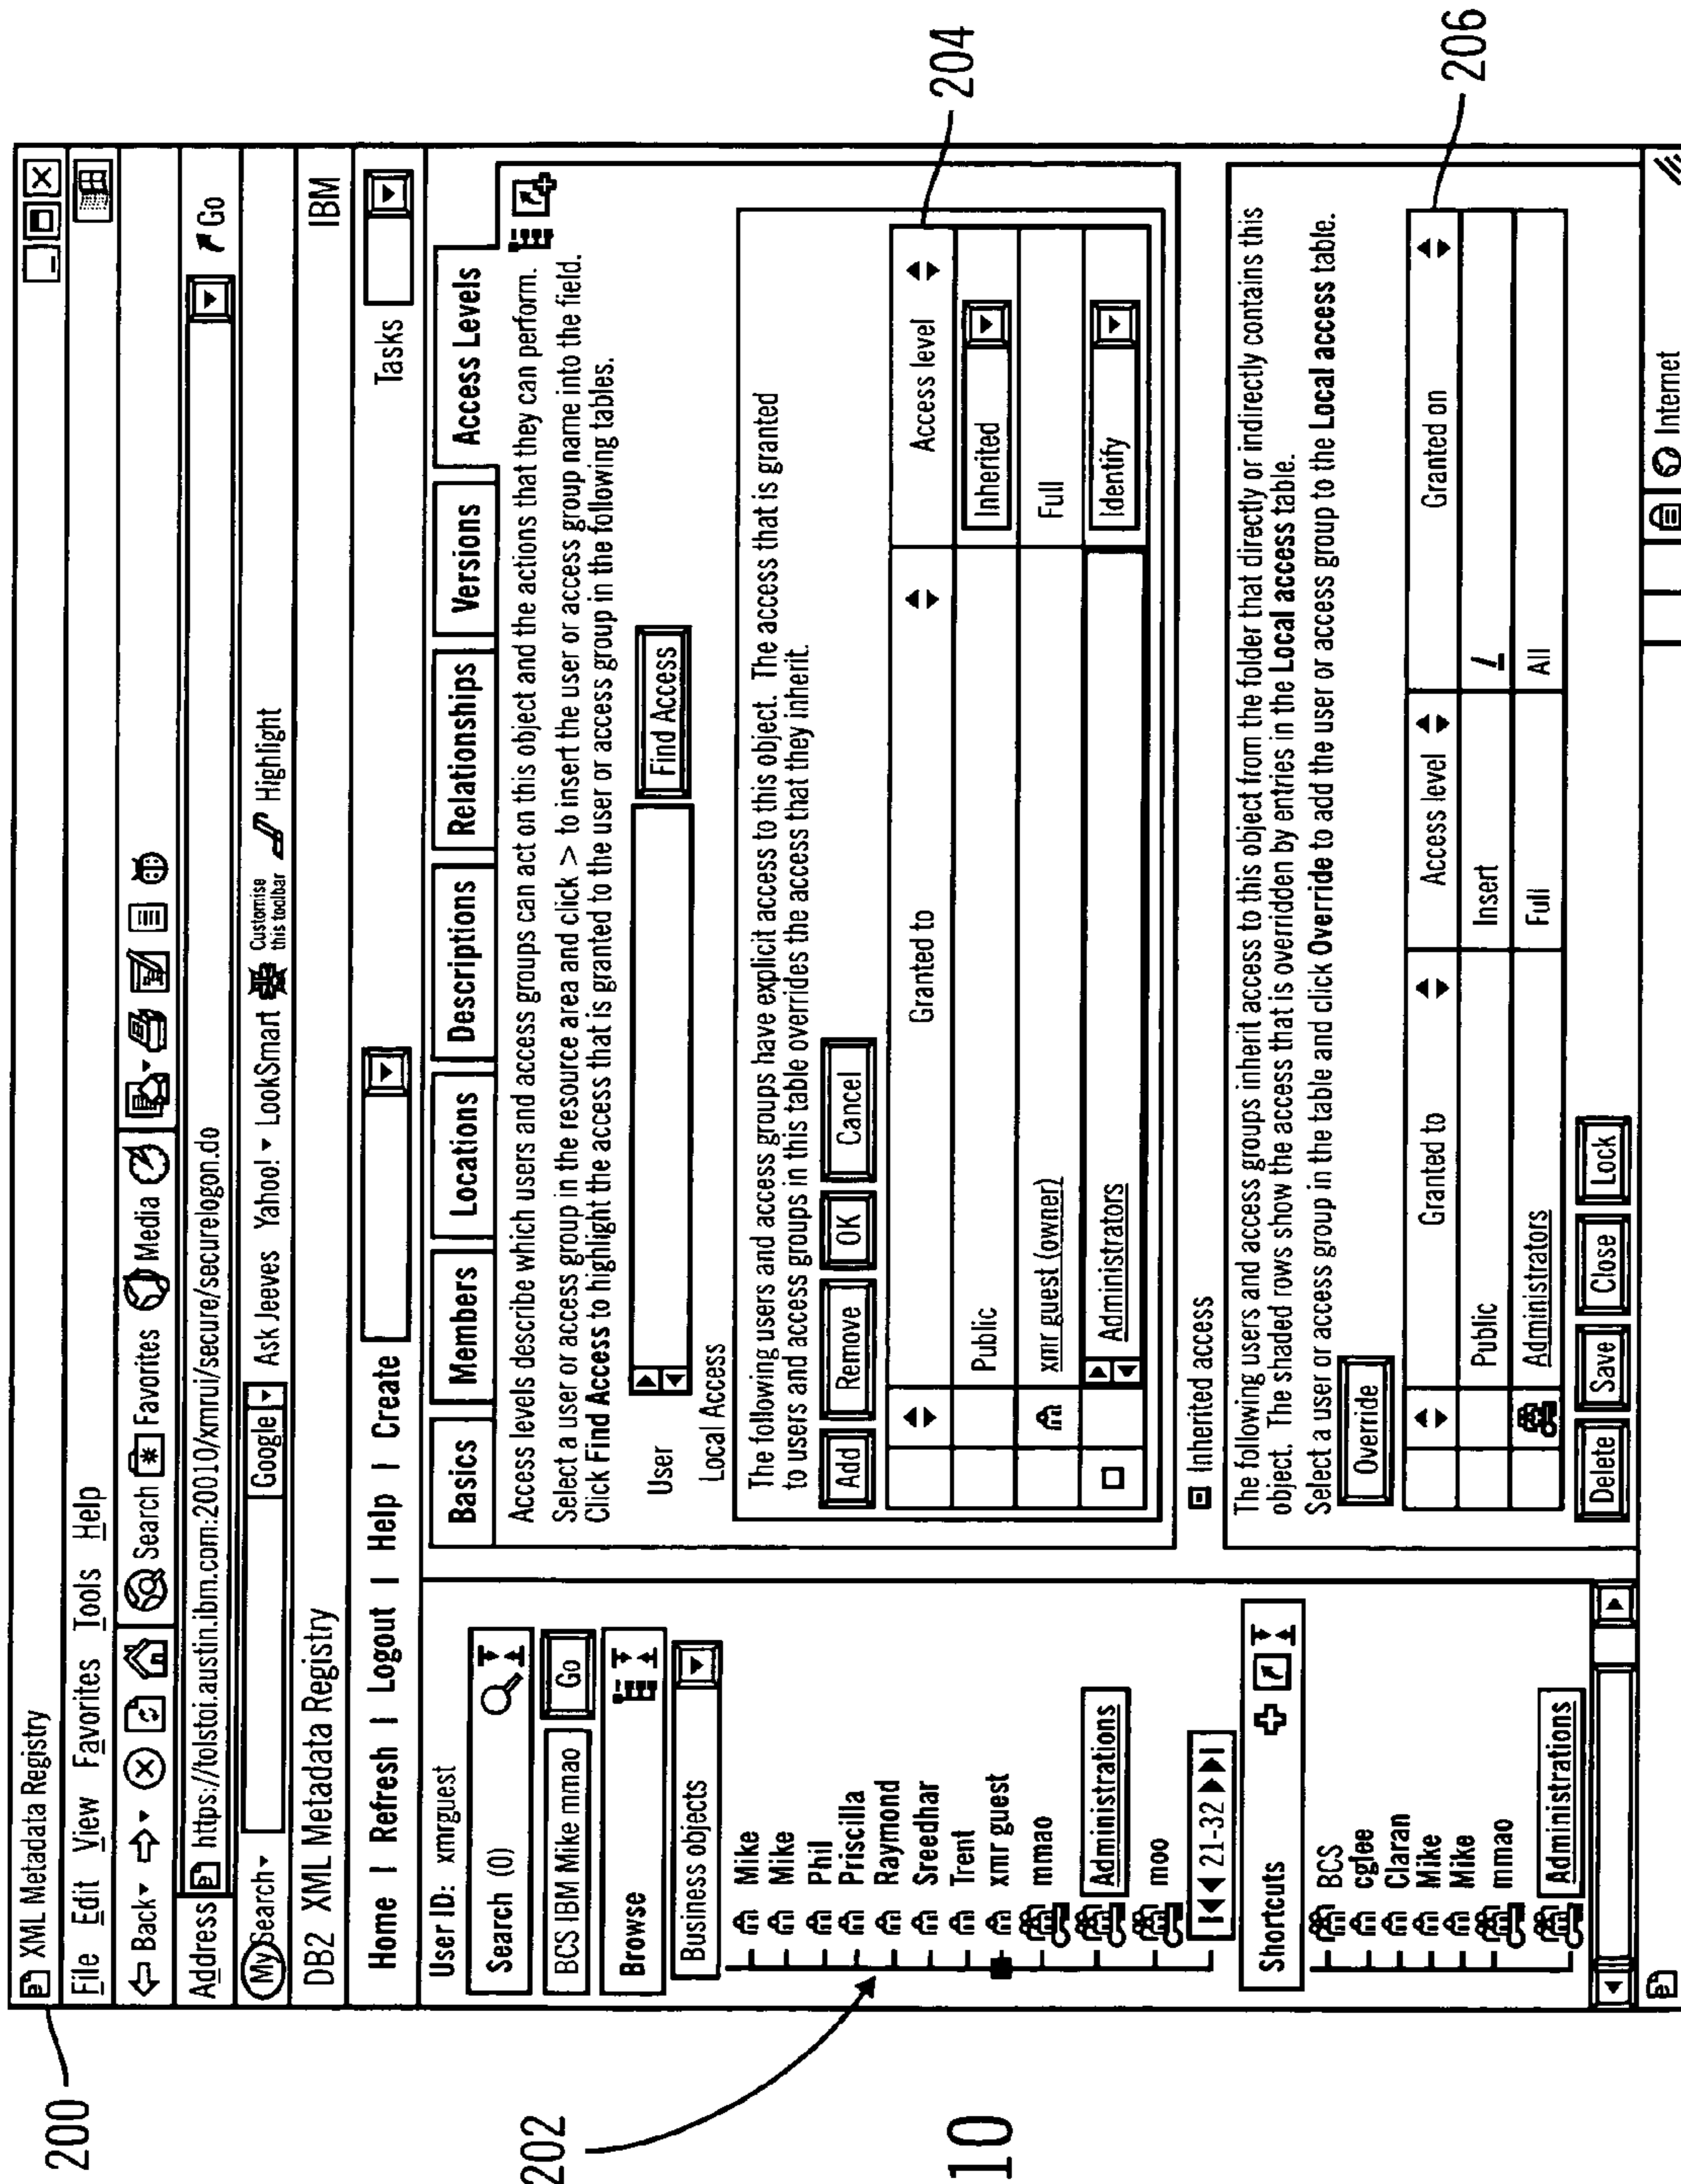 200
XML Metadata Registry
File Edit View Favorites Tools Help
Back Search Favorites Media
Address https://tolstoi.austin.ibm.com:20010/xmrui/secure/securelogon.do Go
My Search Google Ask Jeeves Yahoo! LookSmart Customise this toolbar Highlight
DB2 XML Metadata Registry IBM
Home | Refresh | Logout | Help | Create Tasks
User ID: xmrguest
Search (0)
BCS IBM Mike mmao Go
Browse
Business objects
202
Mike
Mike
Phil
Priscilla
Raymond
Sreedhar
Trent
xmr guest
mmao
Administrations
moo
21-32
Shortcuts
BCS
cglee
Claran
Mike
Mike
mmao
Administrations
Basics Members Locations Descriptions Relationships Versions Access Levels
Access levels describe which users and access groups can act on this object and the actions that they can perform.
Select a user or access group in the resource area and click > to insert the user or access group name into the field.
Click Find Access to highlight the access that is granted to the user or access group in the following tables.
User Find Access
Local Access
The following users and access groups have explicit access to this object. The access that is granted
to users and access groups in this table overrides the access that they inherit.
Add Remove OK Cancel
204
Granted to Access level
Public Inherited
xmr guest (owner) Full
Administrators Identify
Inherited access
The following users and access groups inherit access to this object from the folder that directly or indirectly contains this
object. The shaded rows show the access that is overridden by entries in the Local access table.
Select a user or access group in the table and click Override to add the user or access group to the Local access table.
Override
206
Granted to Access level Granted on
Public Insert /
Administrators Full All
Delete Save Close Lock
Internet
10